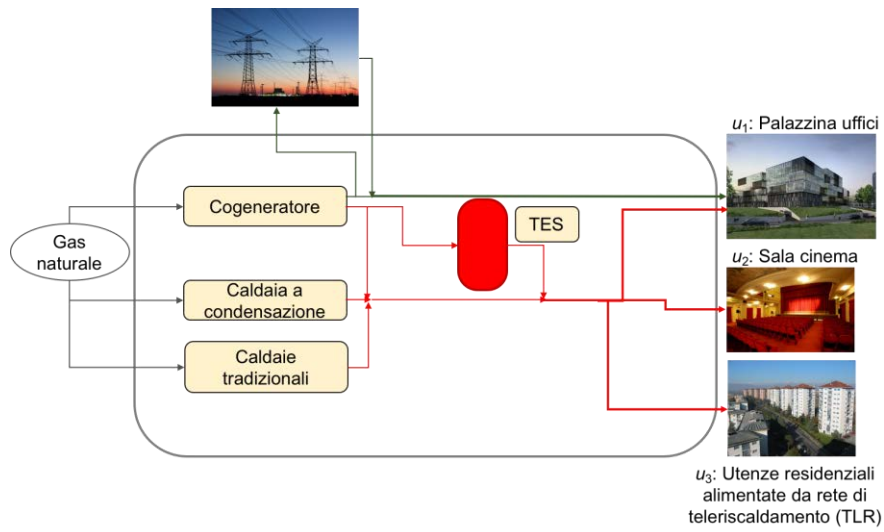 u1: Palazzina uffici
Cogeneratore
TES
Gas
naturale
u2: Sala cinema
Caldaia a
condensazione
Caldaie
tradizionali
u3: Utenze residenziali
alimentate da rete di
teleriscaldamento (TLR)